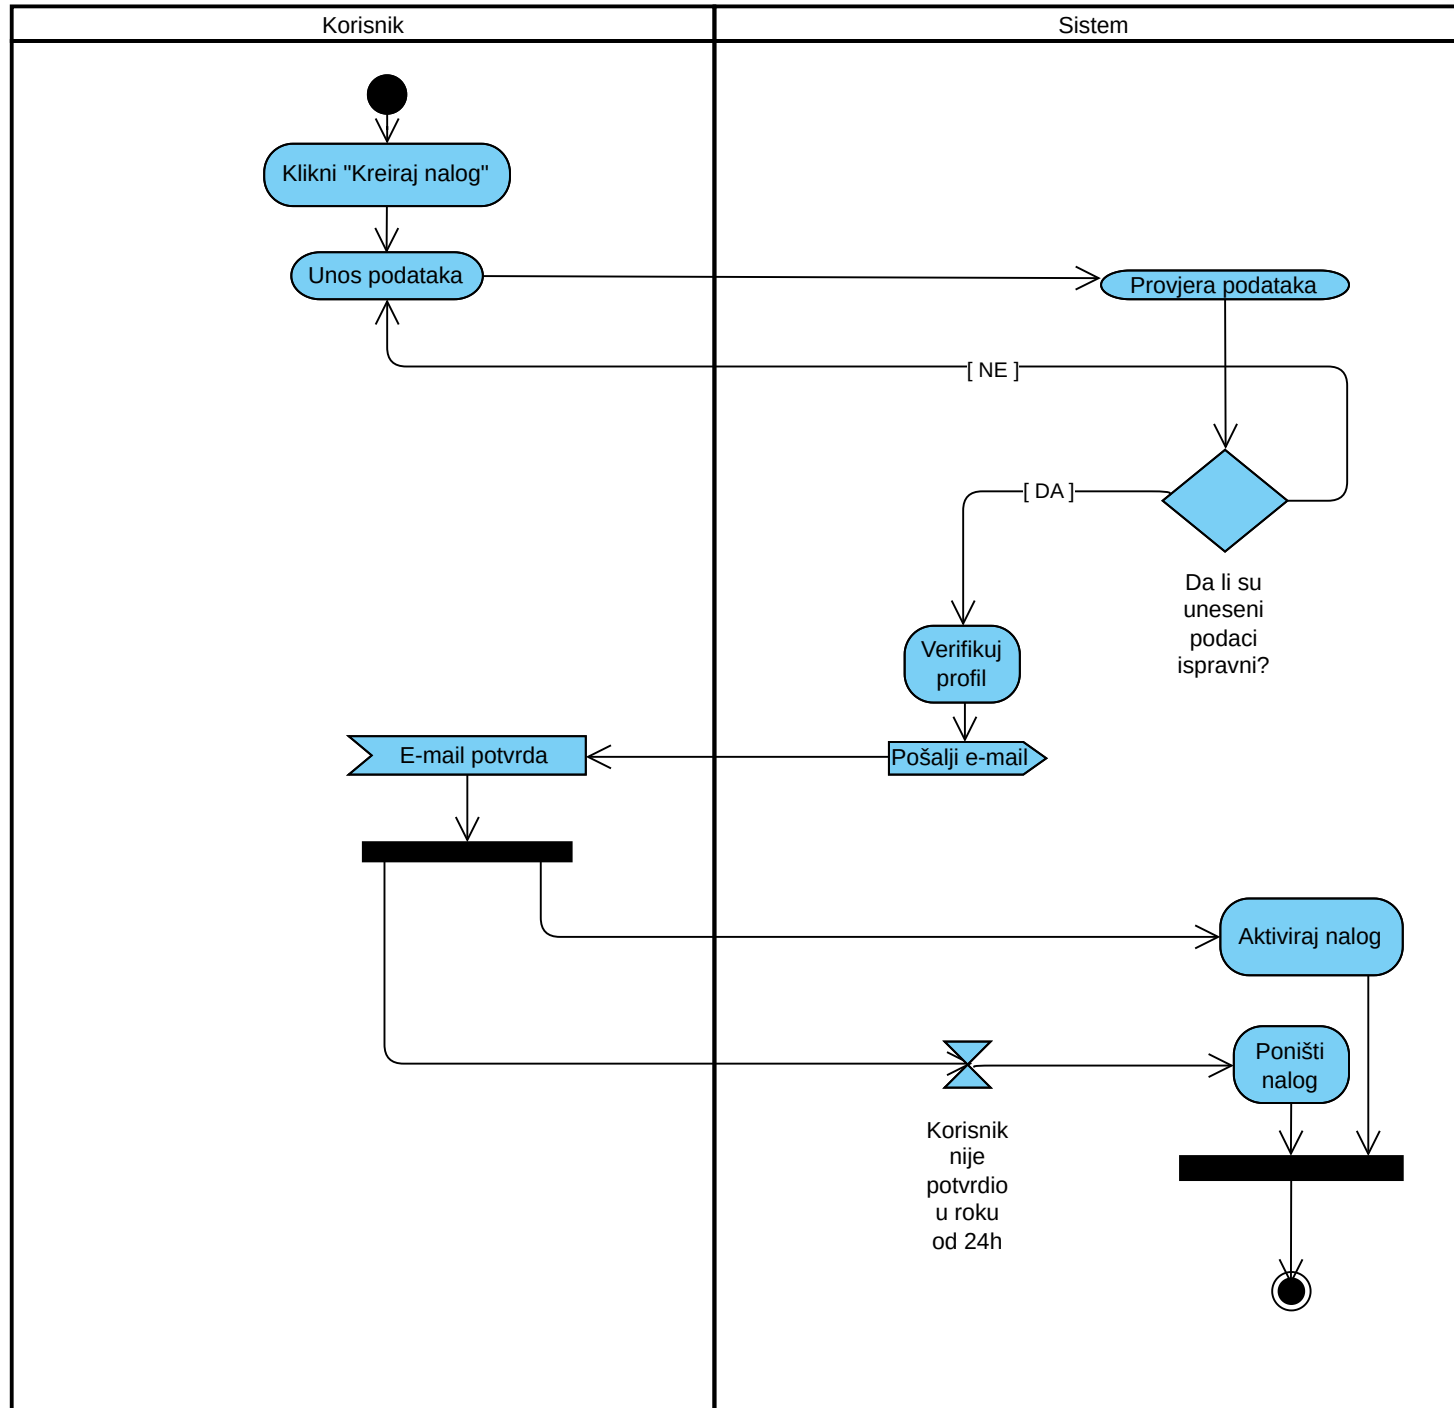 Korisnik
Sistem
Klikni "Kreiraj nalog"
Unos podataka
Provjera podataka
[ NE ]
[ DA ]
Da li su
uneseni
podaci
ispravni?
Verifikuj
profil
E-mail potvrda
Pošalji e-mail
Aktiviraj nalog
Poništi
nalog
Korisnik
nije
potvrdio
u roku
od 24h